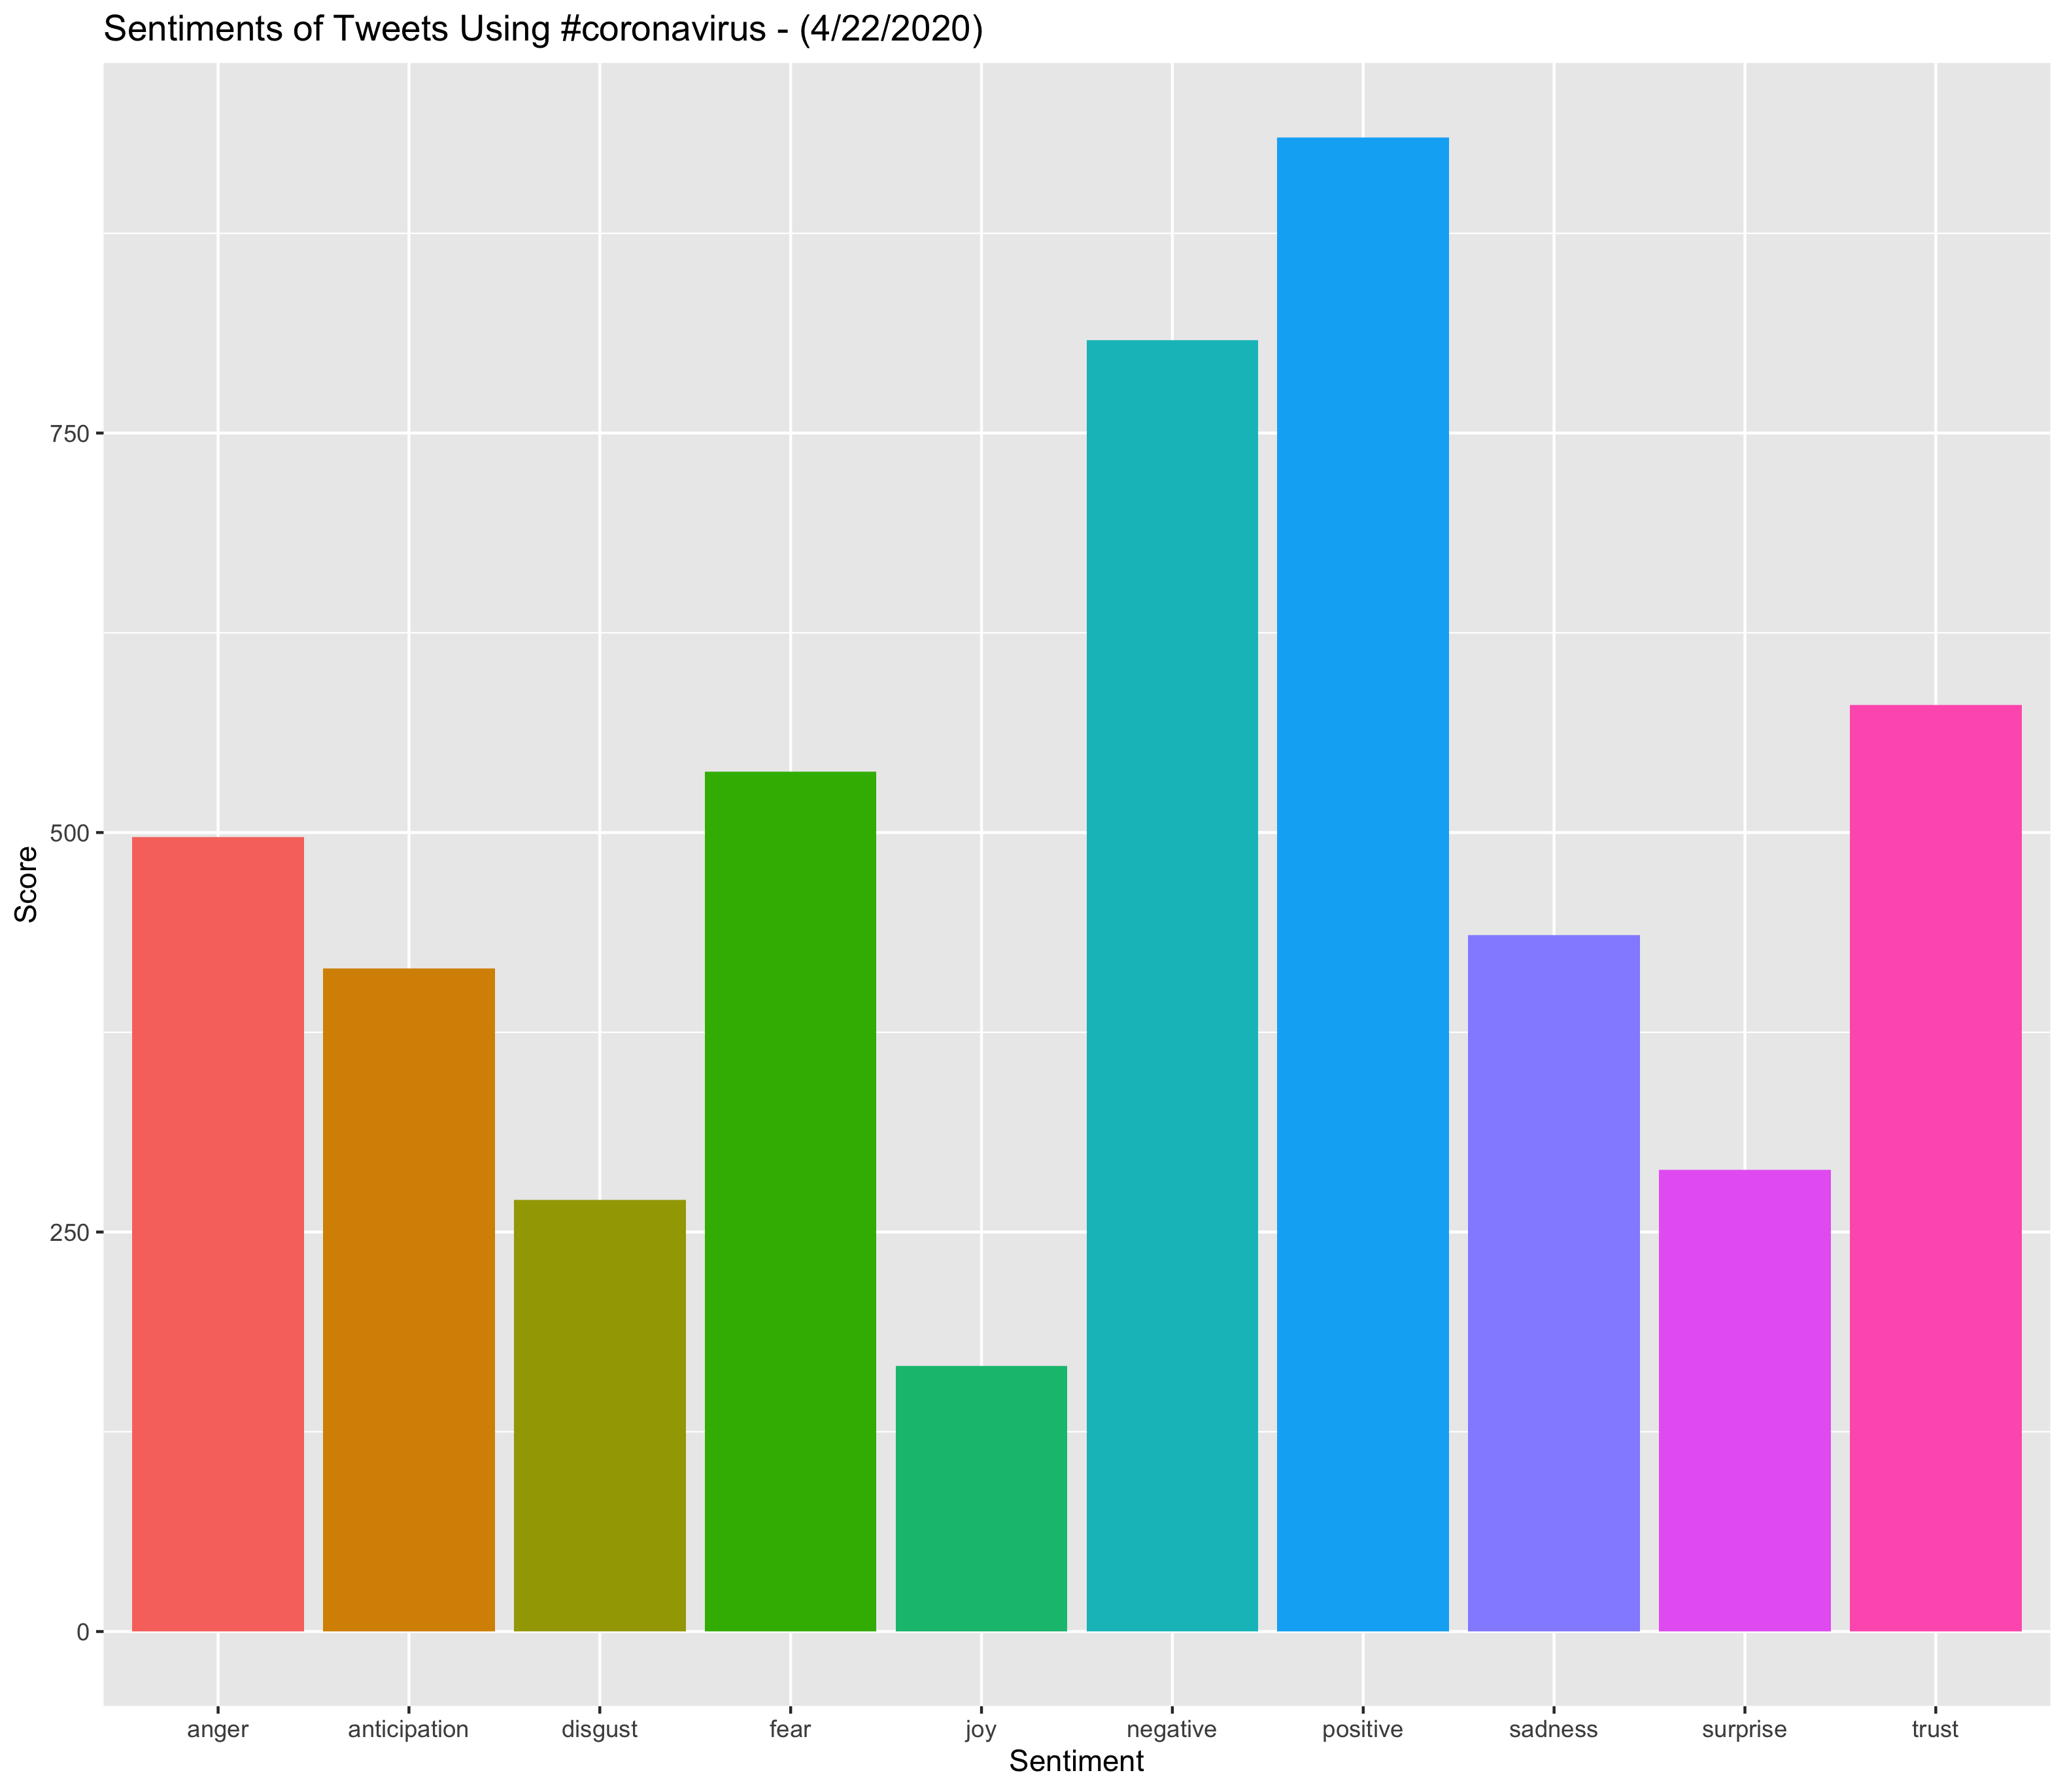 Sentiments of Tweets Using #coronavirus - (4/22/2020)
Score
750
500
250
0
anger anticipation disgust fear joy negative positive sadness surprise trust
Sentiment